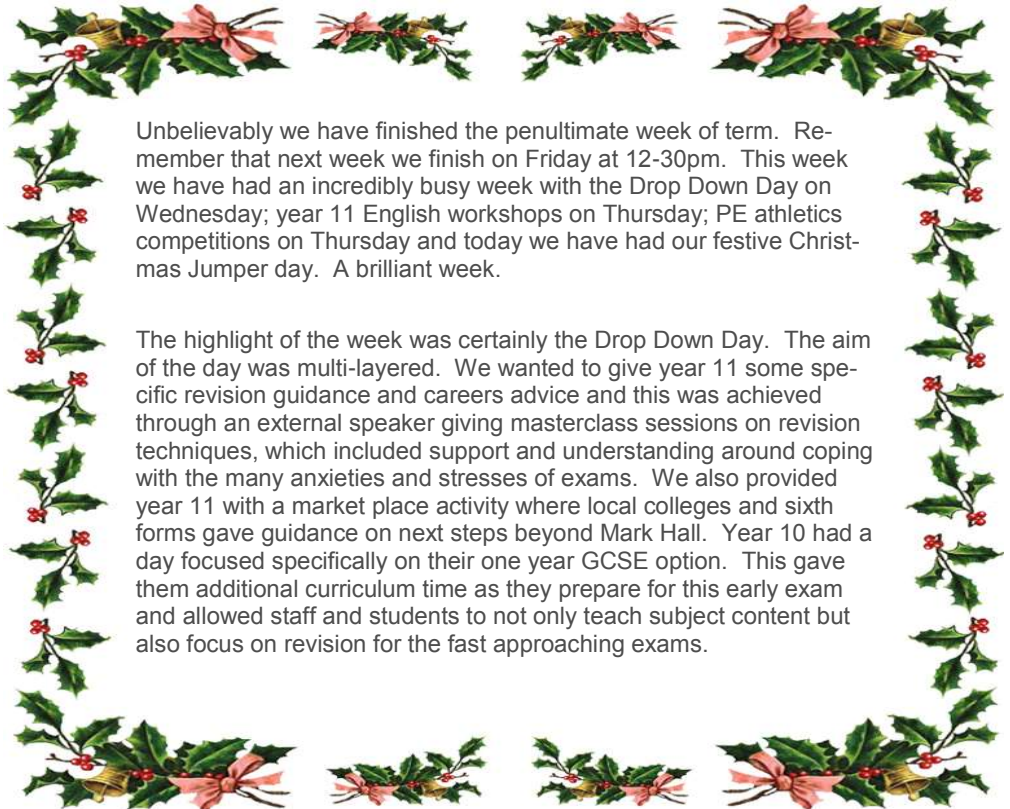 Unbelievably we have finished the penultimate week of term.  Re-
member that next week we finish on Friday at 12-30pm.  This week
we have had an incredibly busy week with the Drop Down Day on
Wednesday; year 11 English workshops on Thursday; PE athletics
competitions on Thursday and today we have had our festive Christ-
mas Jumper day.  A brilliant week.
The highlight of the week was certainly the Drop Down Day.  The aim
of the day was multi-layered.  We wanted to give year 11 some spe-
cific revision guidance and careers advice and this was achieved
through an external speaker giving masterclass sessions on revision
techniques, which included support and understanding around coping
with the many anxieties and stresses of exams.  We also provided
year 11 with a market place activity where local colleges and sixth
forms gave guidance on next steps beyond Mark Hall.  Year 10 had a
day focused specifically on their one year GCSE option.  This gave
them additional curriculum time as they prepare for this early exam
and allowed staff and students to not only teach subject content but
also focus on revision for the fast approaching exams.